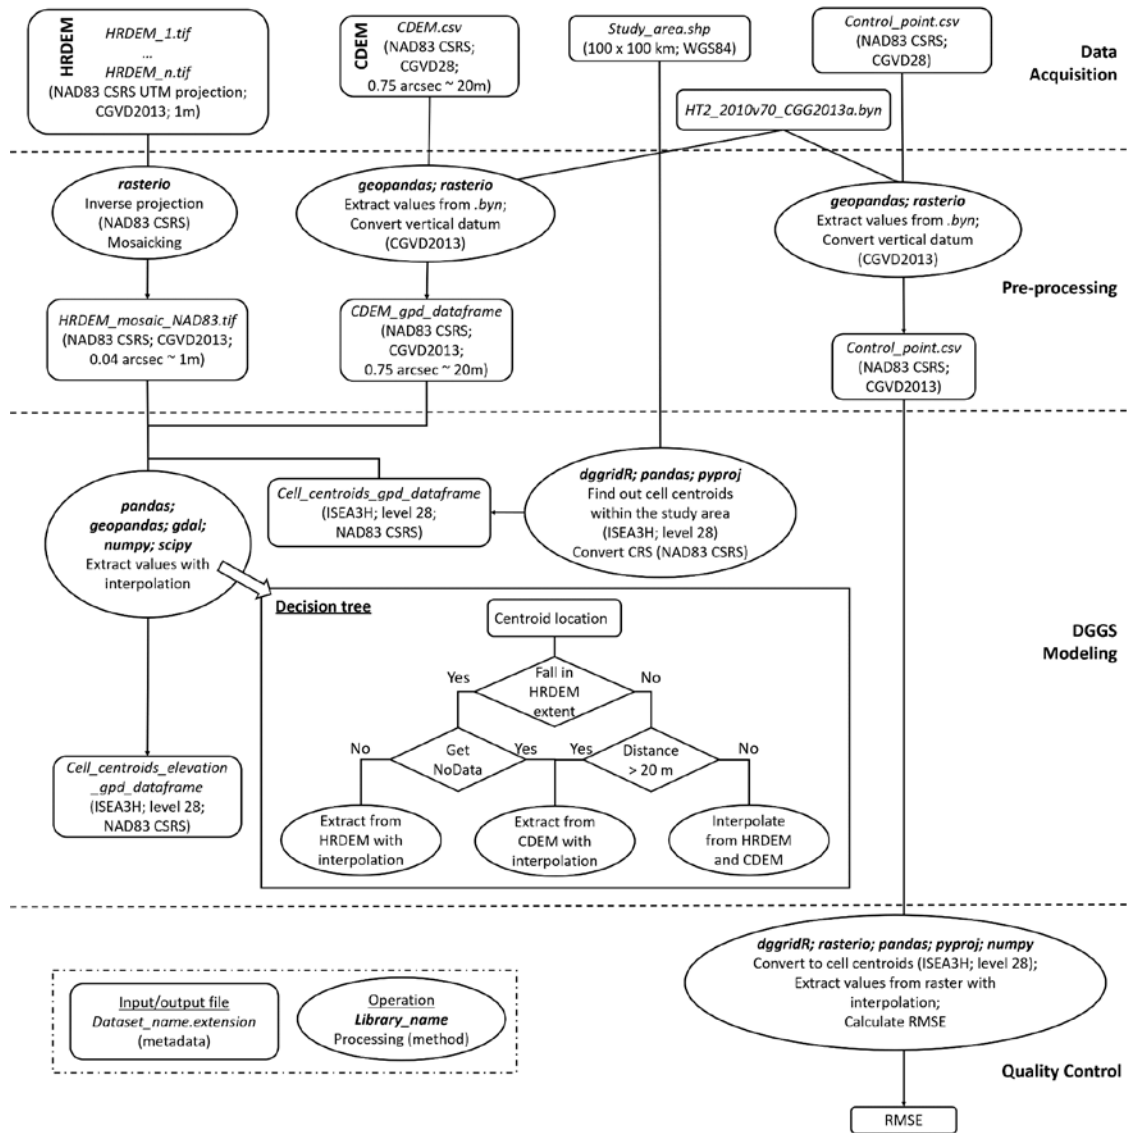 HRDEM
HRDEM_1.tif
...
HRDEM_n.tif
(NAD83 CSRS UTM projection;
CGVD2013; 1m)
CDEM
CDEM.csv
(NAD83 CSRS;
CGVD28;
0.75 arcsec ~ 20m)
Study_area.shp
(100 x 100 km; WGS84)
Control_point.csv
(NAD83 CSRS;
CGVD28)
HT2_2010v70_CGG2013a.byn
Data
Acquisition
rasterio
Inverse projection
(NAD83 CSRS)
Mosaicking
geopandas; rasterio
Extract values from .byn;
Convert vertical datum
(CGVD2013)
geopandas; rasterio
Extract values from .byn;
Convert vertical datum
(CGVD2013)
Pre-processing
HRDEM_mosaic_NAD83.tif
(NAD83 CSRS; CGVD2013;
0.04 arcsec ~ 1m)
CDEM_gpd_dataframe
(NAD83 CSRS;
CGVD2013;
0.75 arcsec ~ 20m)
Control_point.csv
(NAD83 CSRS;
CGVD2013)
pandas;
geopandas; gdal;
numpy; scipy
Extract values with
interpolation
Cell_centroids_gpd_dataframe
(ISEA3H; level 28;
NAD83 CSRS)
dggridR; pandas; pyproj
Find out cell centroids
within the study area
(ISEA3H; level 28)
Convert CRS (NAD83 CSRS)
Decision tree
Centroid location
Yes
Fall in
HRDEM
extent
No
No
Get
NoData
Yes
Yes
Distance
> 20 m
No
Extract from
HRDEM with
interpolation
Extract from
CDEM with
interpolation
Interpolate
from HRDEM
and CDEM
DGGS
Modeling
Cell_centroids_elevation
_gpd_dataframe
(ISEA3H; level 28;
NAD83 CSRS)
dggridR; rasterio; pandas; pyproj; numpy
Convert to cell centroids (ISEA3H; level 28);
Extract values from raster with
interpolation;
Calculate RMSE
Input/output file
Dataset_name.extension
(metadata)
Operation
Library_name
Processing (method)
Quality Control
RMSE